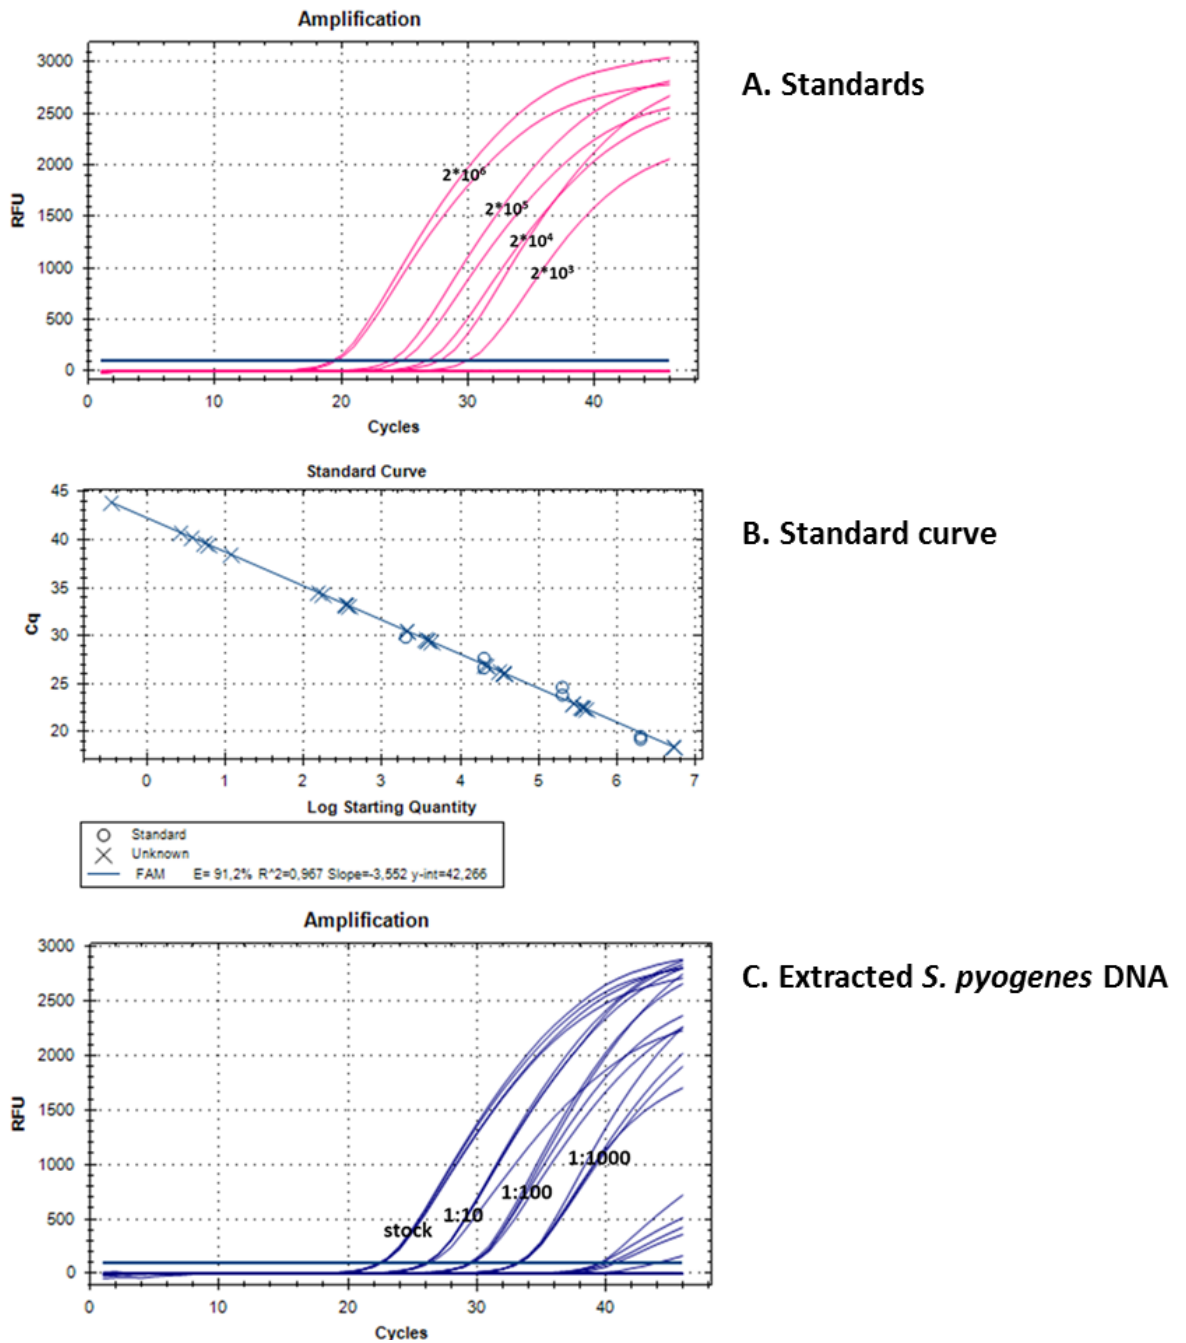 Amplification
A. Standards
3000
2500
2000
1500
1000
500
0
RFU
2*10⁶
2*10⁵
2*10⁴
2*10³
0 10 20 30 40
Cycles
Standard Curve
B. Standard curve
45
40
35
30
25
20
Cq
0 1 2 3 4 5 6 7
Log Starting Quantity
Standard
Unknown
FAM E= 91,2% R^2=0,967 Slope=-3,552 y-int=42,266
Amplification
C. Extracted S. pyogenes DNA
3000
2500
2000
1500
1000
500
0
RFU
stock
1:10
1:100
1:1000
0 10 20 30 40
Cycles